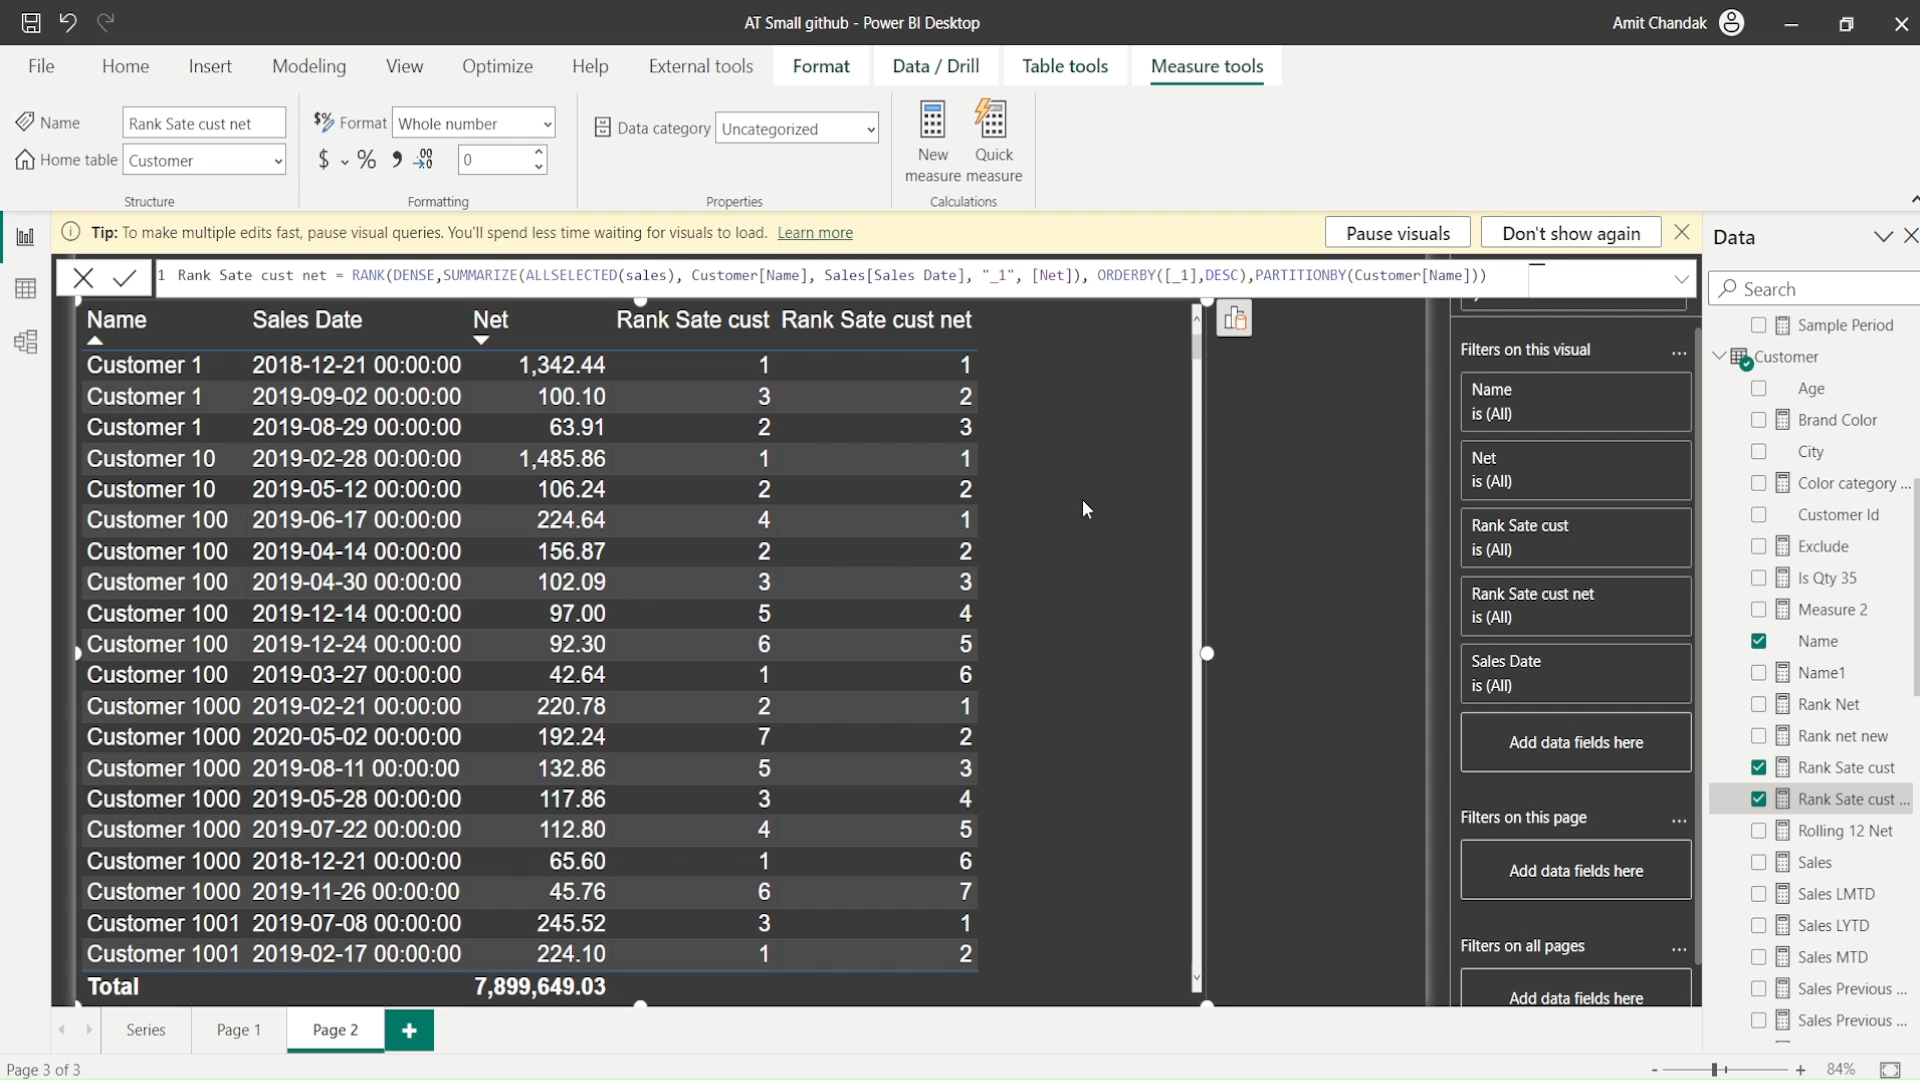 AT Small github - Power BI Desktop
Amit Chandak
File Home Insert Modeling View Optimize Help External tools Format Data / Drill Table tools Measure tools
Name Rank Sate cust net
Home table Customer
Structure
$% Format Whole number
$ % 0
Formatting
Data category Uncategorized
Properties
New measure
Quick measure
Calculations
Tip: To make multiple edits fast, pause visual queries. You'll spend less time waiting for visuals to load. Learn more
Pause visuals
Don't show again
1 Rank Sate cust net = RANK(DENSE,SUMMARIZE(ALLSELECTED(sales), Customer[Name], Sales[Sales Date], "_1", [Net]), ORDERBY([_1],DESC),PARTITIONBY(Customer[Name]))
Name Sales Date Net Rank Sate cust Rank Sate cust net
Customer 1 2018-12-21 00:00:00 1,342.44 1 1
Customer 1 2019-09-02 00:00:00 100.10 3 2
Customer 1 2019-08-29 00:00:00 63.91 2 3
Customer 10 2019-02-28 00:00:00 1,485.86 1 1
Customer 10 2019-05-12 00:00:00 106.24 2 2
Customer 100 2019-06-17 00:00:00 224.64 4 1
Customer 100 2019-04-14 00:00:00 156.87 2 2
Customer 100 2019-04-30 00:00:00 102.09 3 3
Customer 100 2019-12-14 00:00:00 97.00 5 4
Customer 100 2019-12-24 00:00:00 92.30 6 5
Customer 100 2019-03-27 00:00:00 42.64 1 6
Customer 1000 2019-02-21 00:00:00 220.78 2 1
Customer 1000 2020-05-02 00:00:00 192.24 7 2
Customer 1000 2019-08-11 00:00:00 132.86 5 3
Customer 1000 2019-05-28 00:00:00 117.86 3 4
Customer 1000 2019-07-22 00:00:00 112.80 4 5
Customer 1000 2018-12-21 00:00:00 65.60 1 6
Customer 1000 2019-11-26 00:00:00 45.76 6 7
Customer 1001 2019-07-08 00:00:00 245.52 3 1
Customer 1001 2019-02-17 00:00:00 224.10 1 2
Total 7,899,649.03
Filters on this visual ...
Name
is (All)
Net
is (All)
Rank Sate cust
is (All)
Rank Sate cust net
is (All)
Sales Date
is (All)
Add data fields here
Filters on this page ...
Add data fields here
Filters on all pages ...
Add data fields here
Data
Search
Sample Period
Customer
Age
Brand Color
City
Color category ...
Customer Id
Exclude
Is Qty 35
Measure 2
Name
Name1
Rank Net
Rank net new
Rank Sate cust
Rank Sate cust ...
Rolling 12 Net
Sales
Sales LMTD
Sales LYTD
Sales MTD
Sales Previous ...
Sales Previous ...
Series Page 1 Page 2 +
Page 3 of 3
- + 84%